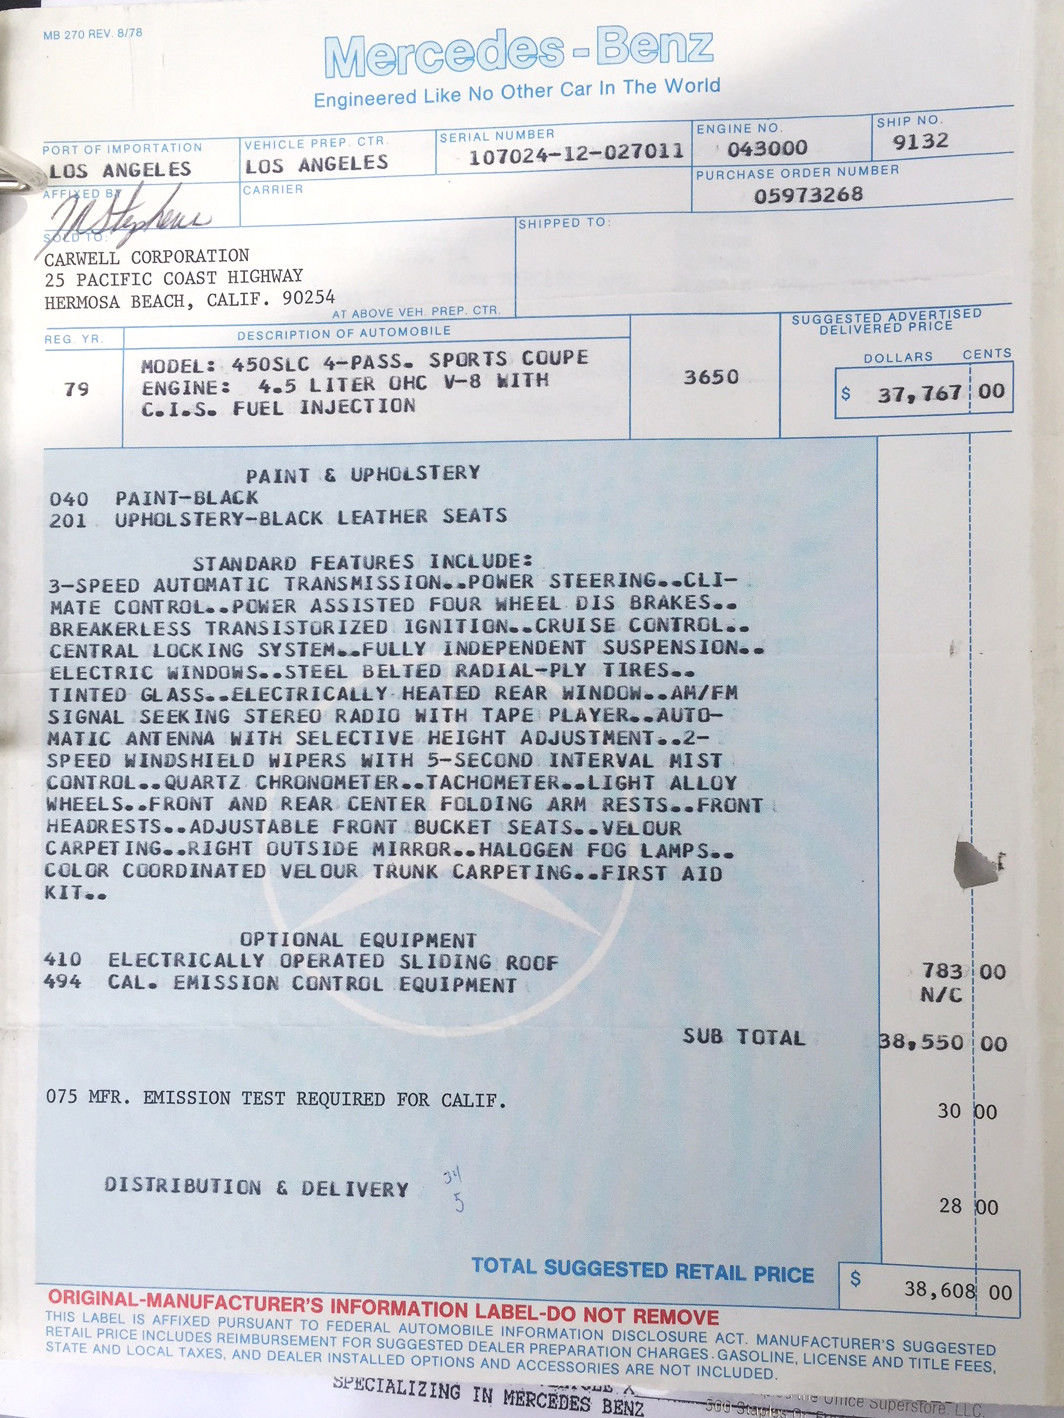 MB 270 REV. 8/78
Mercedes-Benz
Engineered Like No Other Car In The World
PORT OF IMPORTATION
LOS ANGELES
VEHICLE PREP. CTR.
LOS ANGELES
SERIAL NUMBER
107024-12-027011
ENGINE NO.
043000
SHIP NO.
9132
AFFIXED BY
CARRIER
PURCHASE ORDER NUMBER
05973268
SOLD TO:
CARWELL CORPORATION
25 PACIFIC COAST HIGHWAY
HERMOSA BEACH, CALIF. 90254
AT ABOVE VEH. PREP. CTR.
SHIPPED TO:
REG. YR.
79
DESCRIPTION OF AUTOMOBILE
MODEL: 450SLC 4-PASS. SPORTS COUPE
ENGINE: 4.5 LITER OHC V-8 WITH
C.I.S. FUEL INJECTION
3650
SUGGESTED ADVERTISED
DELIVERED PRICE
DOLLARS CENTS
$ 37,767 00
PAINT & UPHOLSTERY
040 PAINT-BLACK
201 UPHOLSTERY-BLACK LEATHER SEATS
STANDARD FEATURES INCLUDE:
3-SPEED AUTOMATIC TRANSMISSION..POWER STEERING..CLI-
MATE CONTROL..POWER ASSISTED FOUR WHEEL DIS BRAKES..
BREAKERLESS TRANSISTORIZED IGNITION..CRUISE CONTROL..
CENTRAL LOCKING SYSTEM..FULLY INDEPENDENT SUSPENSION..
ELECTRIC WINDOWS..STEEL BELTED RADIAL-PLY TIRES..
TINTED GLASS..ELECTRICALLY HEATED REAR WINDOW..AM/FM
SIGNAL SEEKING STEREO RADIO WITH TAPE PLAYER..AUTO-
MATIC ANTENNA WITH SELECTIVE HEIGHT ADJUSTMENT..2-
SPEED WINDSHIELD WIPERS WITH 5-SECOND INTERVAL MIST
CONTROL..QUARTZ CHRONOMETER..TACHOMETER..LIGHT ALLOY
WHEELS..FRONT AND REAR CENTER FOLDING ARM RESTS..FRONT
HEADRESTS..ADJUSTABLE FRONT BUCKET SEATS..VELOUR
CARPETING..RIGHT OUTSIDE MIRROR..HALOGEN FOG LAMPS..
COLOR COORDINATED VELOUR TRUNK CARPETING..FIRST AID
KIT..
OPTIONAL EQUIPMENT
410 ELECTRICALLY OPERATED SLIDING ROOF 783 00
494 CAL. EMISSION CONTROL EQUIPMENT N/C
SUB TOTAL 38,550 00
075 MFR. EMISSION TEST REQUIRED FOR CALIF. 30 00
34
5
DISTRIBUTION & DELIVERY 28 00
TOTAL SUGGESTED RETAIL PRICE $ 38,608 00
ORIGINAL-MANUFACTURER'S INFORMATION LABEL-DO NOT REMOVE
THIS LABEL IS AFFIXED PURSUANT TO FEDERAL AUTOMOBILE INFORMATION DISCLOSURE ACT. MANUFACTURER'S SUGGESTED
RETAIL PRICE INCLUDES REIMBURSEMENT FOR SUGGESTED DEALER PREPARATION CHARGES. GASOLINE, LICENSE AND TITLE FEES,
STATE AND LOCAL TAXES, AND DEALER INSTALLED OPTIONS AND ACCESSORIES ARE NOT INCLUDED.
SPECIALIZING IN MERCEDES BENZ
the Office Superstore, LLC.